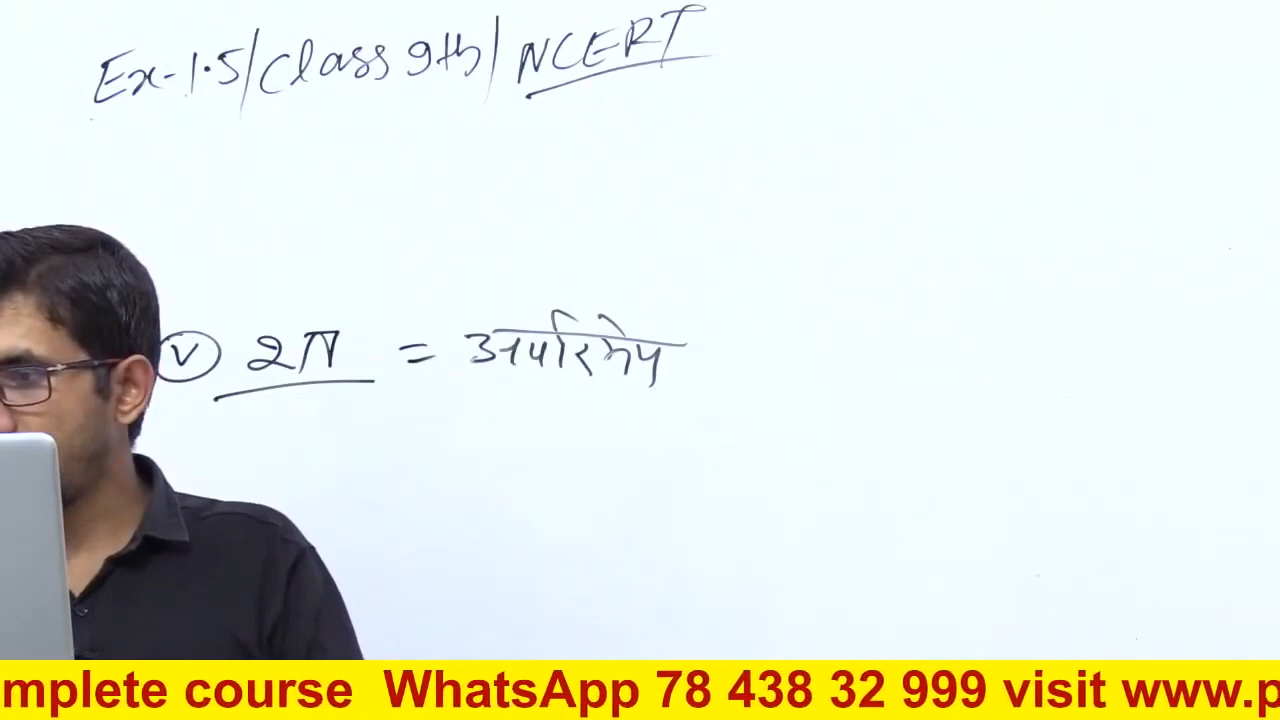 Ex-1.5/Class 9th/NCERT
(v) 2π = अपरिमेय
mplete course WhatsApp 78 438 32 999 visit www.p